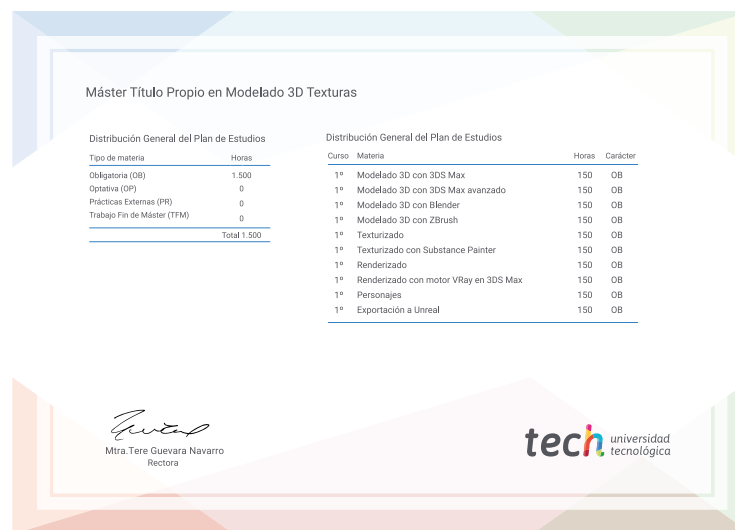 Máster Título Propio en Modelado 3D Texturas
Distribución General del Plan de Estudios
Tipo de materia Horas
Obligatoria (OB) 1.500
Optativa (OP) 0
Prácticas Externas (PR) 0
Trabajo Fin de Máster (TFM) 0
Total 1.500
Distribución General del Plan de Estudios
Curso Materia Horas Carácter
1º Modelado 3D con 3DS Max 150 OB
1º Modelado 3D con 3DS Max avanzado 150 OB
1º Modelado 3D con Blender 150 OB
1º Modelado 3D con ZBrush 150 OB
1º Texturizado 150 OB
1º Texturizado con Substance Painter 150 OB
1º Renderizado 150 OB
1º Renderizado con motor VRay en 3DS Max 150 OB
1º Personajes 150 OB
1º Exportación a Unreal 150 OB
Mtra.Tere Guevara Navarro
Rectora
tech universidad
tecnológica